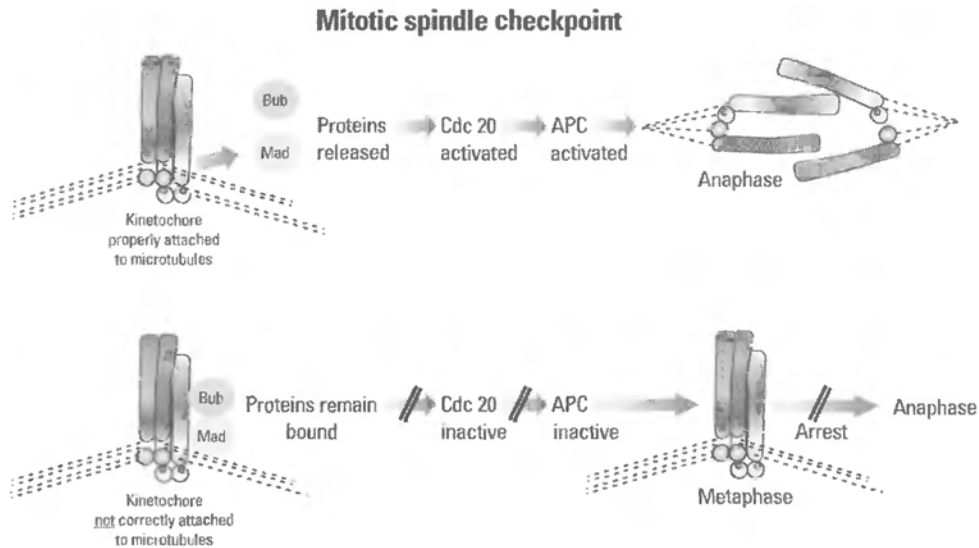 Mitotic spindle checkpoint
Bub
Mad
Proteins
released
Cdc 20
activated
APC
activated
Anaphase
Kinetochore
properly attached
to microtubules
Bub
Mad
Proteins remain
bound
Cdc 20
inactive
APC
inactive
Arrest
Anaphase
Metaphase
Kinetochore
not correctly attached
to microtubules